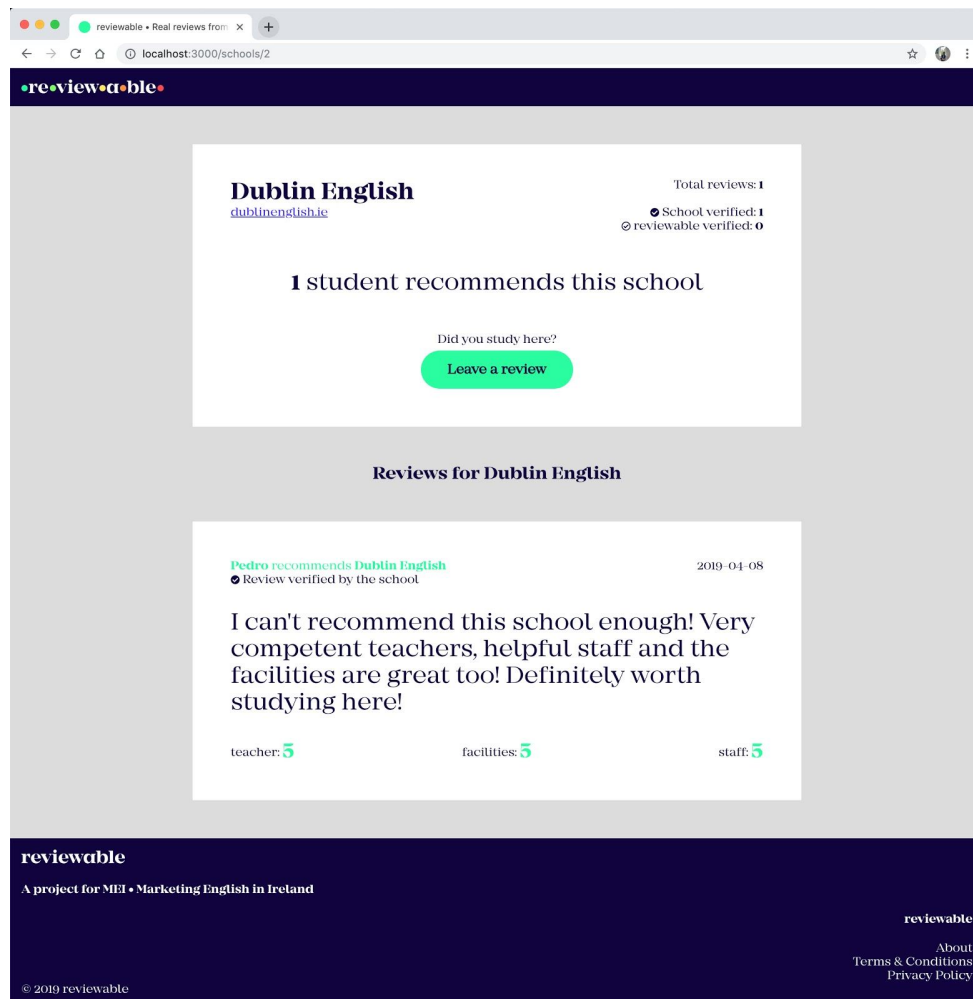 reviewable • Real reviews from
localhost:3000/schools/2
•re•view•a•ble•
Dublin English
dublinenglish.ie
Total reviews: 1
School verified: 1
reviewable verified: 0
1 student recommends this school
Did you study here?
Leave a review
Reviews for Dublin English
Pedro recommends Dublin English
2019-04-08
Review verified by the school
I can't recommend this school enough! Very
competent teachers, helpful staff and the
facilities are great too! Definitely worth
studying here!
teacher: 5 facilities: 5 staff: 5
reviewable
A project for MEI • Marketing English in Ireland
reviewable
About
Terms & Conditions
Privacy Policy
© 2019 reviewable